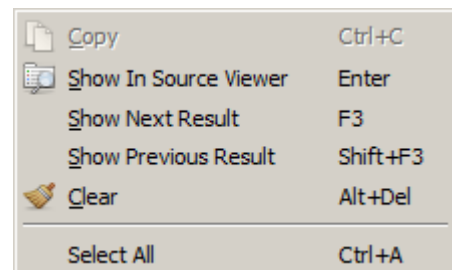 Copy Ctrl+C
Show In Source Viewer Enter
Show Next Result F3
Show Previous Result Shift+F3
Clear Alt+Del
Select All Ctrl+A